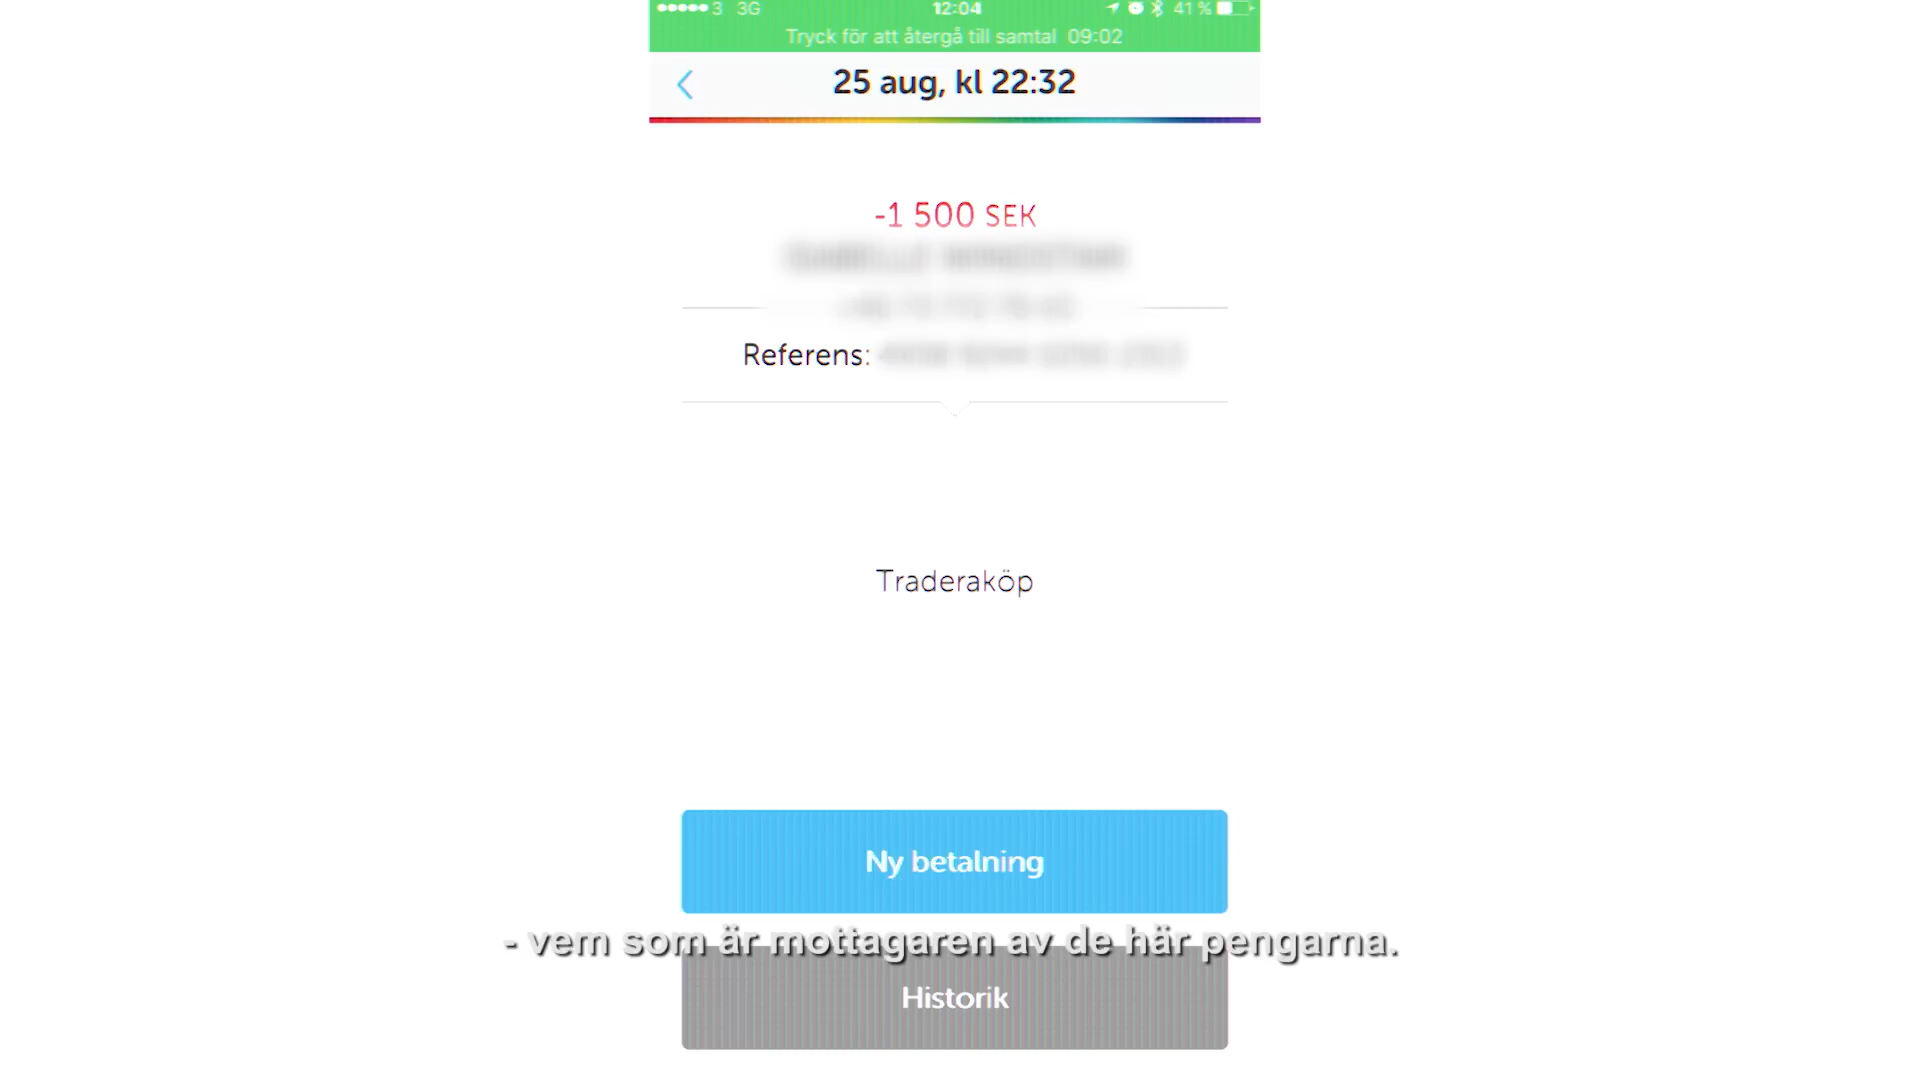 3 3G 12:04 41 %
Tryck för att återgå till samtal 09:02
25 aug, kl 22:32
-1 500 SEK
Referens:
Traderaköp
Ny betalning
- vem som är mottagaren av de här pengarna.
Historik